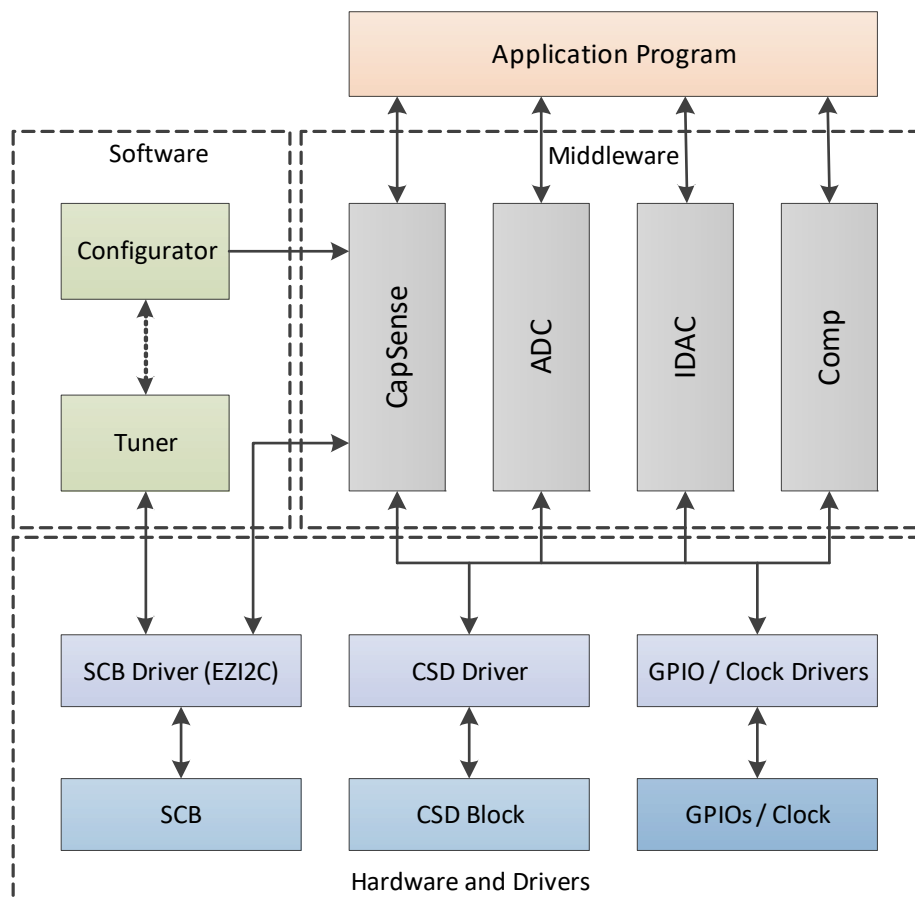 Application Program
Software
Middleware
Configurator
Tuner
CapSense
ADC
IDAC
Comp
SCB Driver (EZI2C)
CSD Driver
GPIO / Clock Drivers
SCB
CSD Block
GPIOs / Clock
Hardware and Drivers